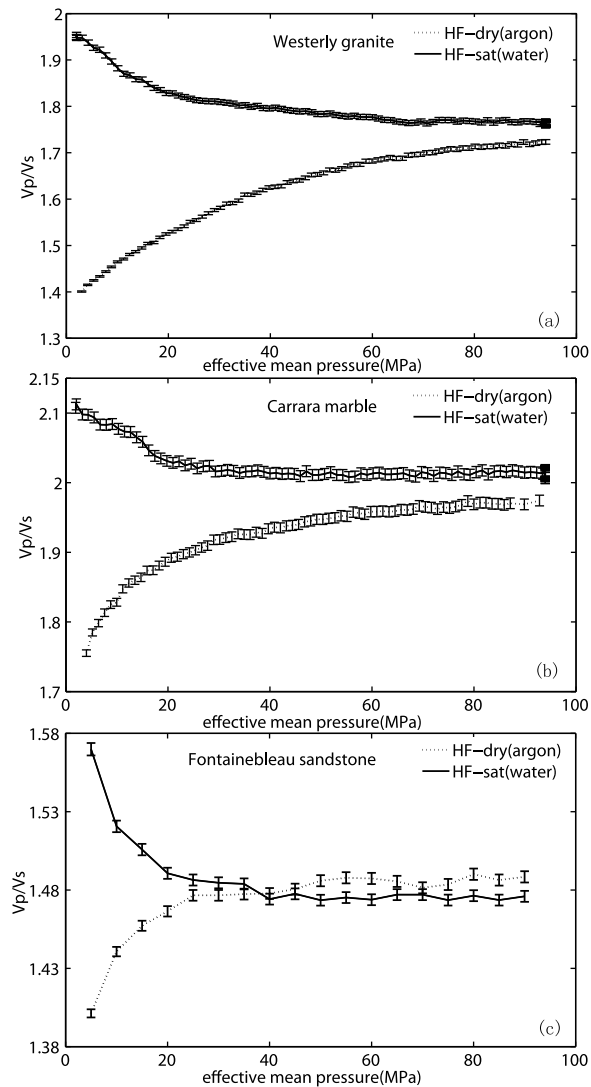 2
1.9
1.8
1.7
1.6
1.5
1.4
1.3
Vp/Vs
Westerly granite
HF-dry(argon)
HF-sat(water)
(a)
0 20 40 60 80 100
effective mean pressure(MPa)
2.15
2.1
2
1.9
1.8
1.7
Vp/Vs
Carrara marble
HF-dry(argon)
HF-sat(water)
(b)
0 20 40 60 80 100
effective mean pressure(MPa)
1.58
1.53
1.48
1.43
1.38
Vp/Vs
Fontainebleau sandstone
HF-dry(argon)
HF-sat(water)
(c)
0 20 40 60 80 100
effective mean pressure(MPa)